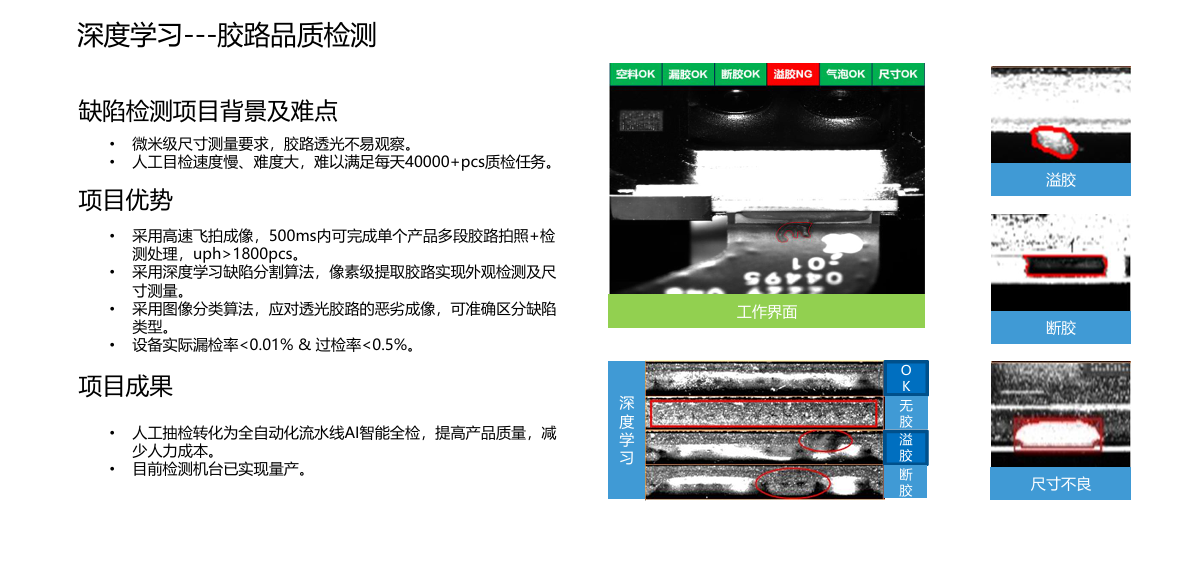 深度学习---胶路品质检测
缺陷检测项目背景及难点
• 微米级尺寸测量要求，胶路透光不易观察。
• 人工目检速度慢、难度大，难以满足每天40000+pcs质检任务。
项目优势
• 采用高速飞拍成像，500ms内可完成单个产品多段胶路拍照+检
测处理，uph>1800pcs。
• 采用深度学习缺陷分割算法，像素级提取胶路实现外观检测及尺
寸测量。
• 采用图像分类算法，应对透光胶路的恶劣成像，可准确区分缺陷
类型。
• 设备实际漏检率<0.01% & 过检率<0.5%。
项目成果
• 人工抽检转化为全自动化流水线AI智能全检，提高产品质量，减
少人力成本。
• 目前检测机台已实现量产。
空料OK 漏胶OK 断胶OK 溢胶NG 气泡OK 尺寸OK
04495
工作界面
深度学习
OK
无胶
溢胶
断胶
溢胶
断胶
尺寸不良